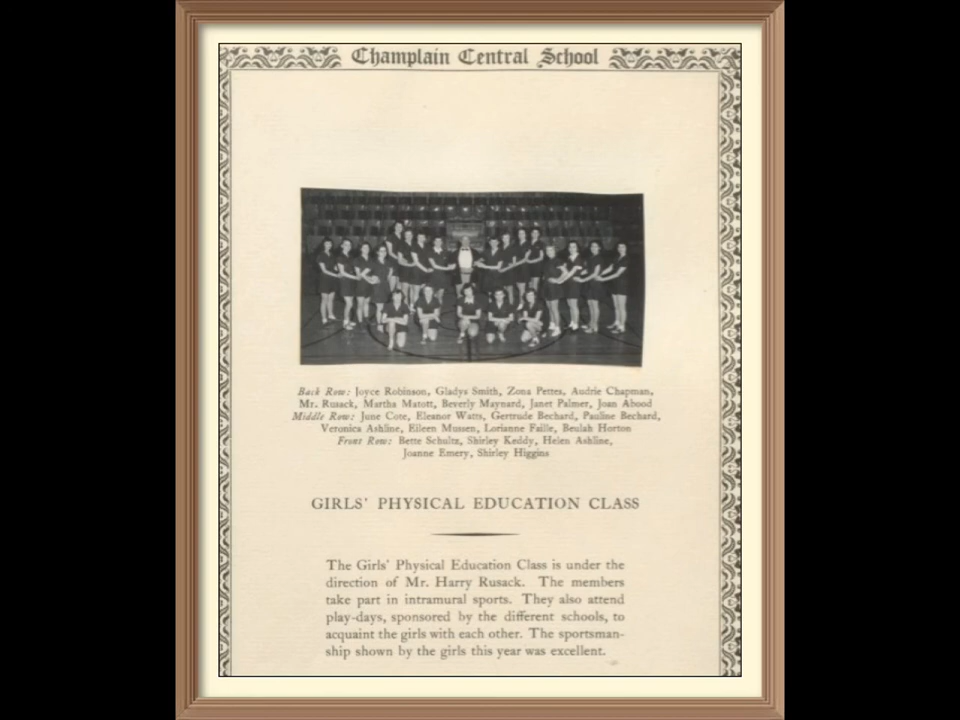 Champlain Central School
Back Row: Joyce Robinson, Gladys Smith, Zona Pettes, Audrie Chapman,
Mr. Rusack, Martha Matott, Beverly Maynard, Janet Palmer, Joan Abood
Middle Row: June Cote, Eleanor Watts, Gertrude Bechard, Pauline Bechard,
Veronica Ashline, Eileen Mussen, Lorianne Faille, Beulah Horton
Front Row: Bette Schultz, Shirley Keddy, Helen Ashline,
Joanne Emery, Shirley Higgins
GIRLS' PHYSICAL EDUCATION CLASS
The Girls' Physical Education Class is under the
direction of Mr. Harry Rusack. The members
take part in intramural sports. They also attend
play-days, sponsored by the different schools, to
acquaint the girls with each other. The sportsman-
ship shown by the girls this year was excellent.